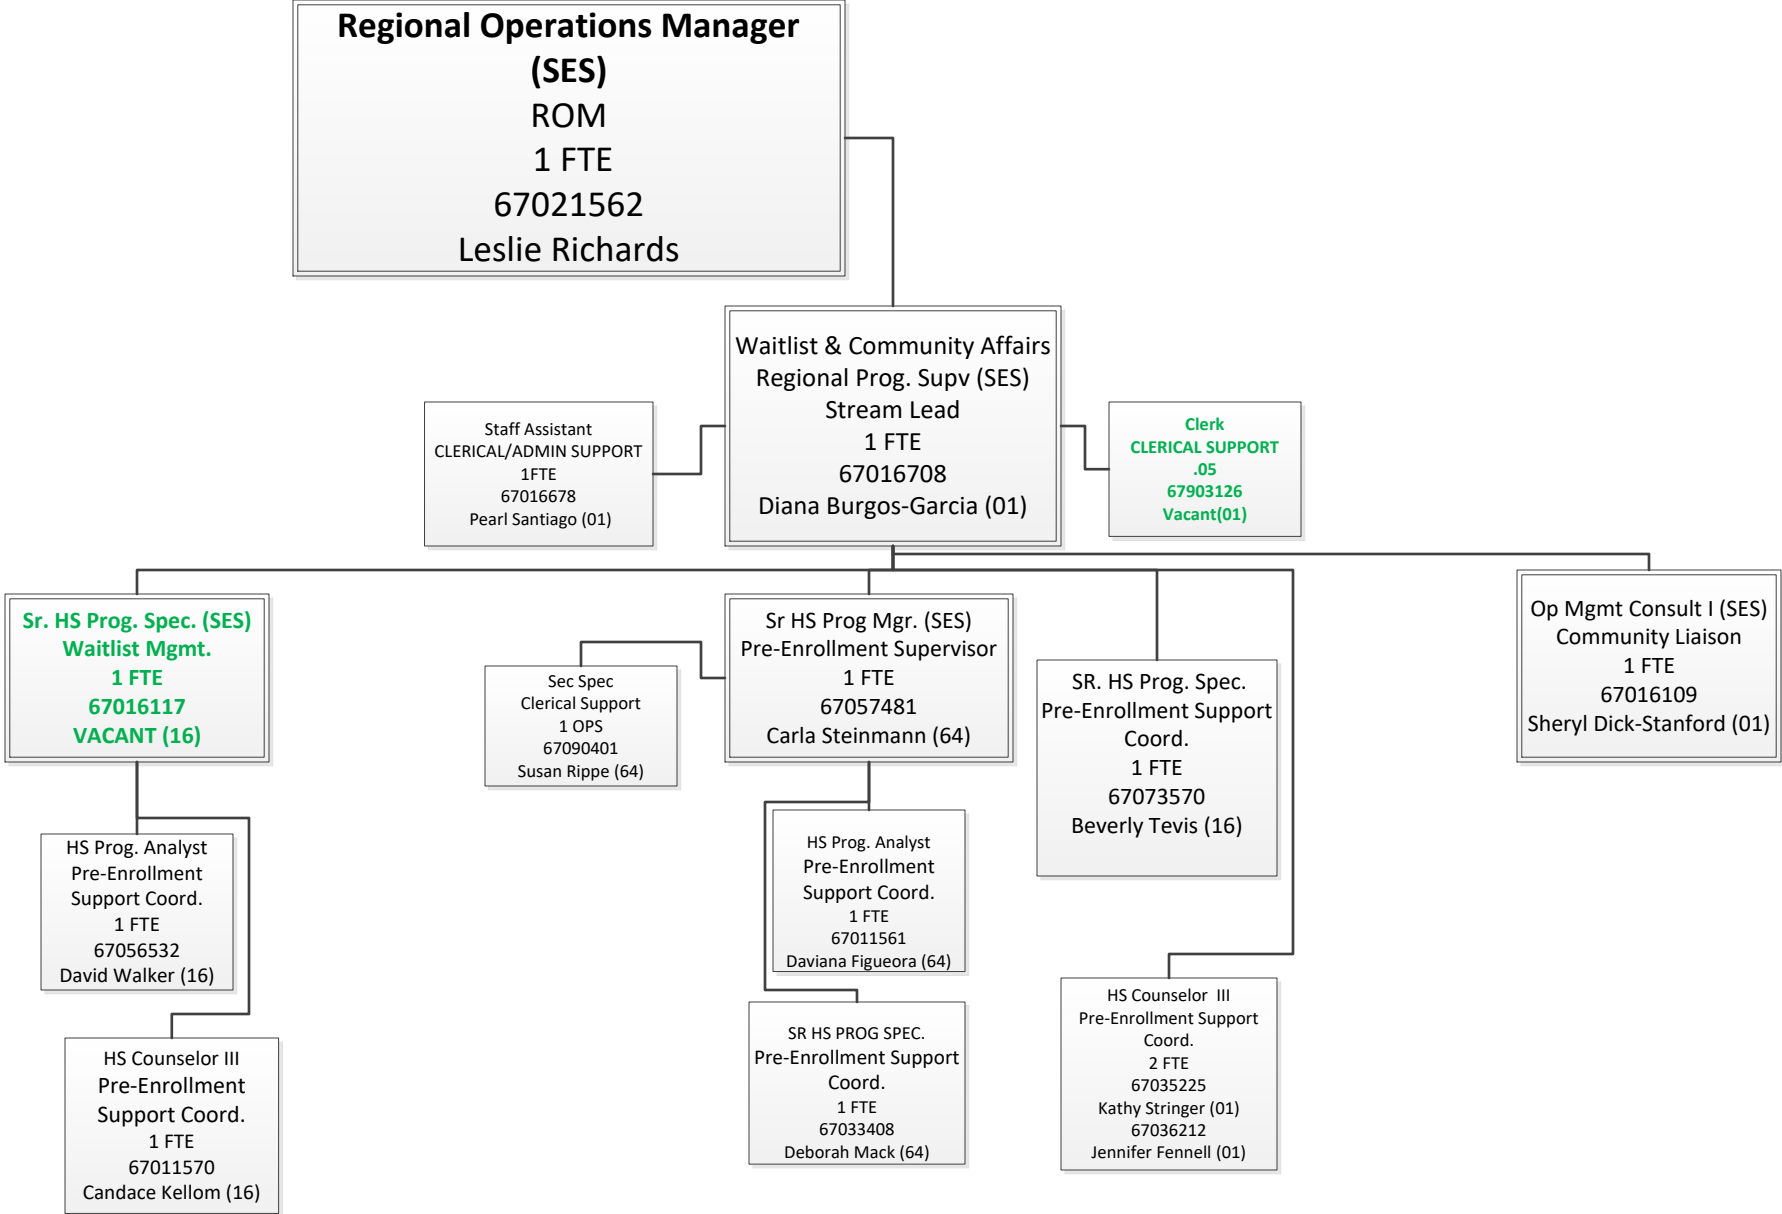 Regional Operations Manager
(SES)
ROM
1 FTE
67021562
Leslie Richards
Waitlist & Community Affairs
Regional Prog. Supv (SES)
Stream Lead
1 FTE
67016708
Diana Burgos-Garcia (01)
Staff Assistant
CLERICAL/ADMIN SUPPORT
1FTE
67016678
Pearl Santiago (01)
Clerk
CLERICAL SUPPORT
.05
67903126
Vacant(01)
Sr. HS Prog. Spec. (SES)
Waitlist Mgmt.
1 FTE
67016117
VACANT (16)
Sec Spec
Clerical Support
1 OPS
67090401
Susan Rippe (64)
Sr HS Prog Mgr. (SES)
Pre-Enrollment Supervisor
1 FTE
67057481
Carla Steinmann (64)
SR. HS Prog. Spec.
Pre-Enrollment Support
Coord.
1 FTE
67073570
Beverly Tevis (16)
Op Mgmt Consult I (SES)
Community Liaison
1 FTE
67016109
Sheryl Dick-Stanford (01)
HS Prog. Analyst
Pre-Enrollment
Support Coord.
1 FTE
67056532
David Walker (16)
HS Prog. Analyst
Pre-Enrollment
Support Coord.
1 FTE
67011561
Daviana Figueora (64)
HS Counselor III
Pre-Enrollment
Support Coord.
1 FTE
67011570
Candace Kellom (16)
SR HS PROG SPEC.
Pre-Enrollment Support
Coord.
1 FTE
67033408
Deborah Mack (64)
HS Counselor III
Pre-Enrollment Support
Coord.
2 FTE
67035225
Kathy Stringer (01)
67036212
Jennifer Fennell (01)